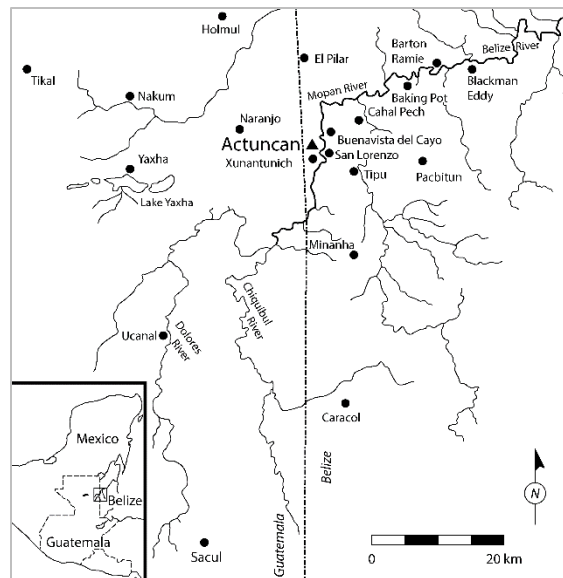 Holmul
Tikal
El Pilar
Barton
Ramie
Belize
River
Nakum
Mopan River
Baking Pot
Blackman
Eddy
Naranjo
Cahal Pech
Actuncan
Buenavista del Cayo
Xunantunich
San Lorenzo
Yaxha
Tipu
Pacbitun
Lake Yaxha
Minanha
Chiquibul
River
Ucanal
Dolores
River
Caracol
Mexico
Belize
Guatemala
Belize
Guatemala
Sacul
N
0
20 km